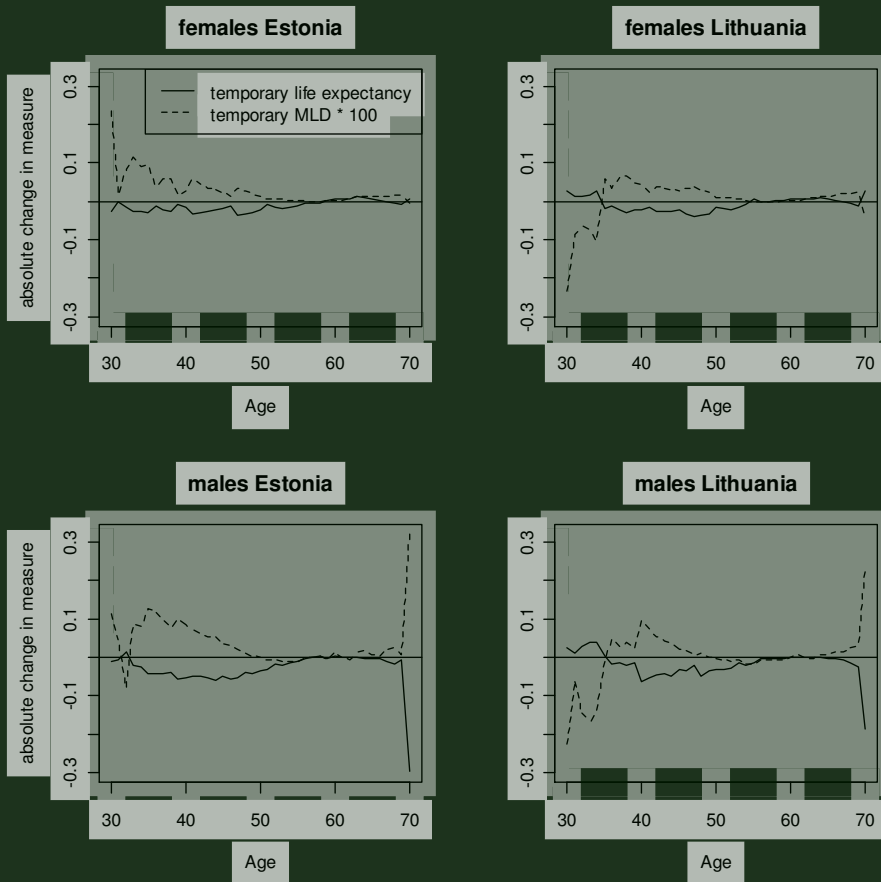 females Estonia
females Lithuania
absolute change in measure
0.3
0.1
-0.1
-0.3
temporary life expectancy
temporary MLD * 100
30 40 50 60 70
Age
0.3
0.1
-0.1
-0.3
30 40 50 60 70
Age
males Estonia
males Lithuania
absolute change in measure
0.3
0.1
-0.1
-0.3
30 40 50 60 70
Age
0.3
0.1
-0.1
-0.3
30 40 50 60 70
Age